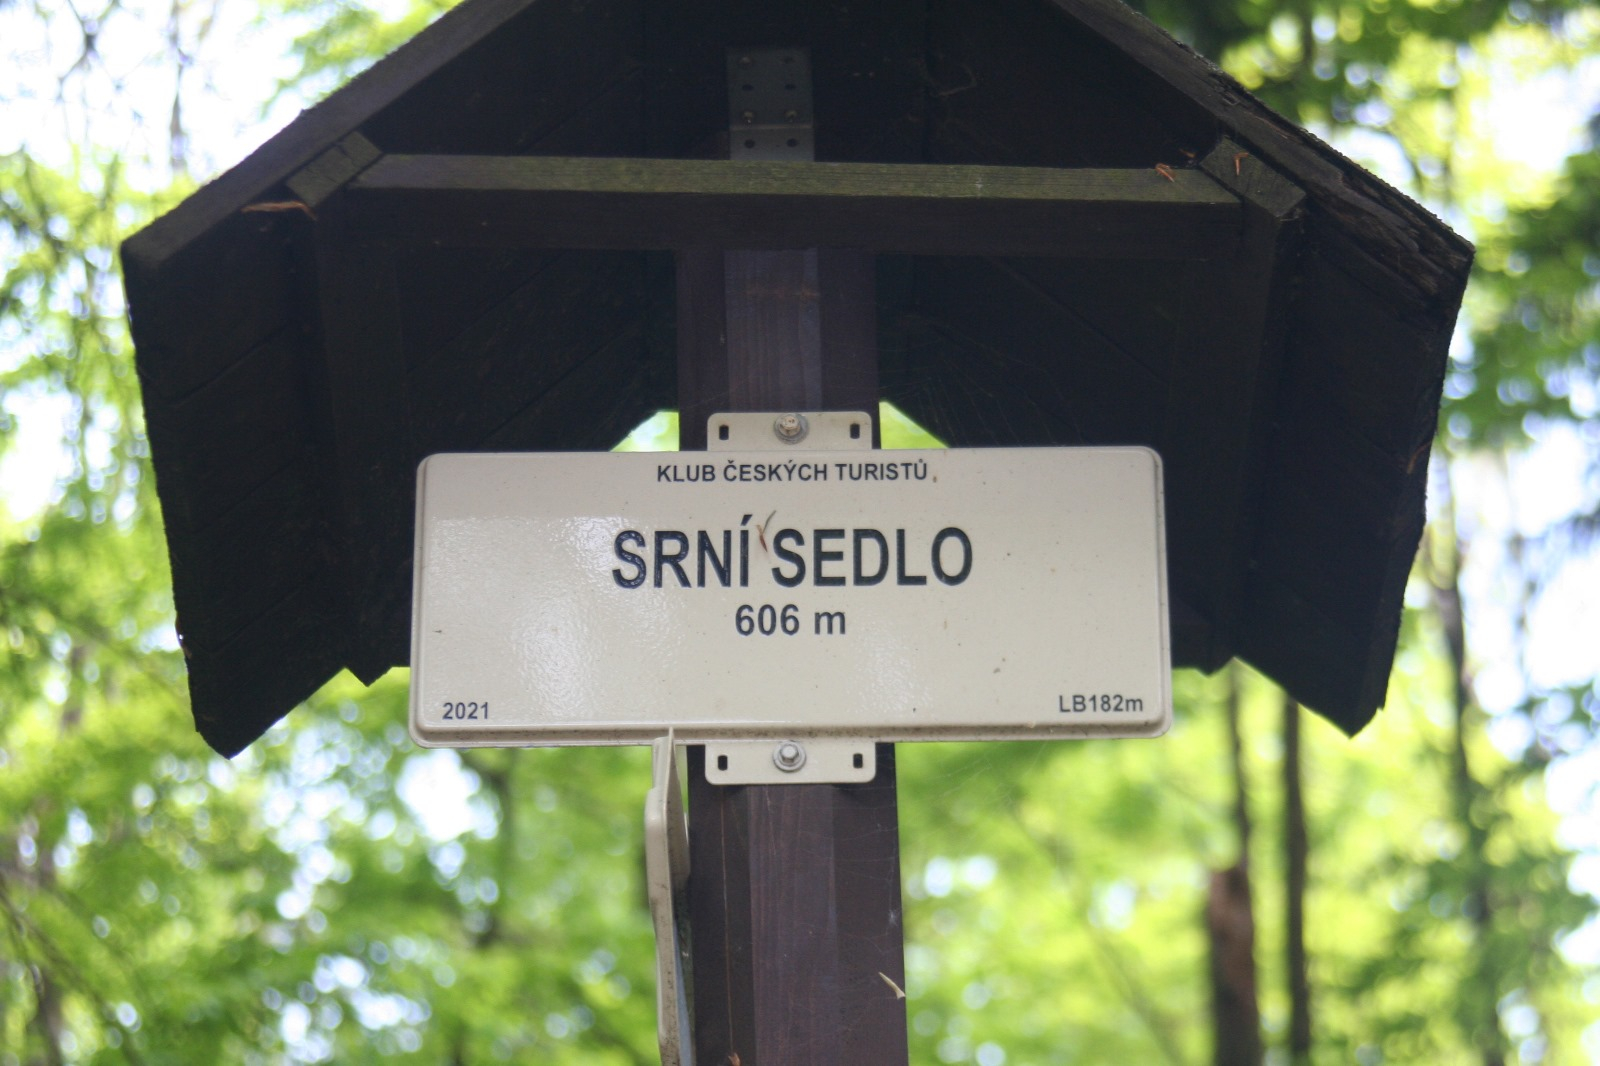 KLUB ČESKÝCH TURISTŮ
SRNÍ SEDLO
606 m
2021
LB182m